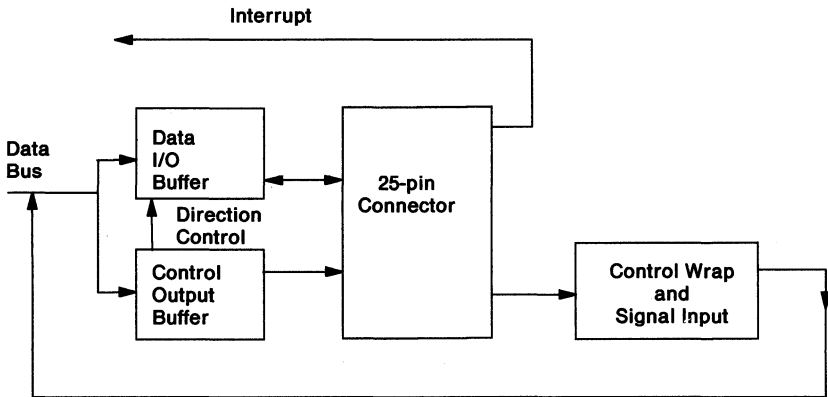 Interrupt
Data
Bus
Data
I/O
Buffer
Direction
Control
Control
Output
Buffer
25-pin
Connector
Control Wrap
and
Signal Input